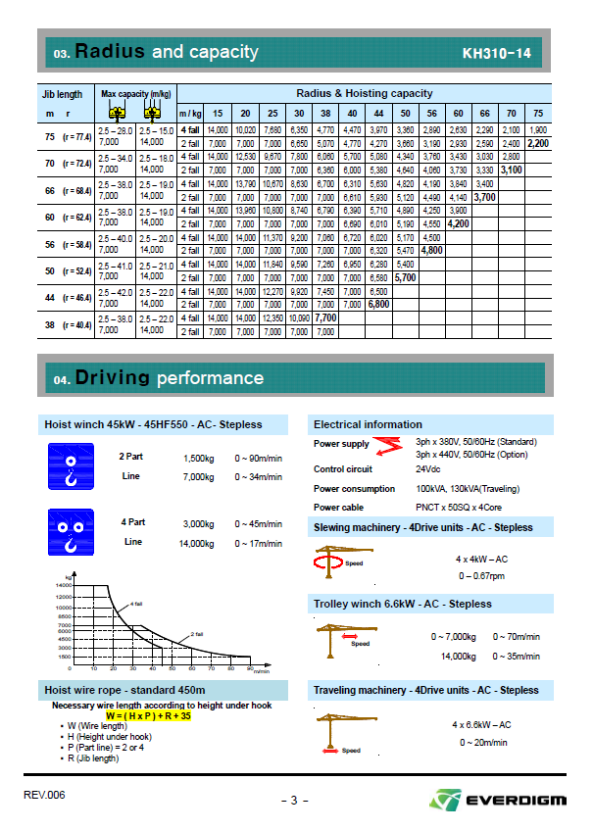 03. Radius and capacity KH310-14
Jib length Max capacity (m/kg) Radius & Hoisting capacity
m r m / kg 15 20 25 30 38 40 44 50 56 60 66 70 75
75 (r = 77.4) 2.5 – 28.0 7,000 2.5 – 15.0 14,000 4 fall 14,000 10,020 7,680 6,350 4,770 4,470 3,970 3,360 2,890 2,630 2,290 2,100 1,900
2 fall 7,000 7,000 7,000 6,650 5,070 4,770 4,270 3,660 3,190 2,930 2,590 2,400 2,200
70 (r = 72.4) 2.5 – 34.0 7,000 2.5 – 18.0 14,000 4 fall 14,000 12,530 9,670 7,800 6,060 5,700 5,080 4,340 3,760 3,430 3,030 2,800
2 fall 7,000 7,000 7,000 7,000 6,360 6,000 5,380 4,640 4,060 3,730 3,330 3,100
66 (r = 68.4) 2.5 – 38.0 7,000 2.5 – 19.0 14,000 4 fall 14,000 13,790 10,670 8,630 6,700 6,310 5,630 4,820 4,190 3,840 3,400
2 fall 7,000 7,000 7,000 7,000 7,000 6,610 5,930 5,120 4,490 4,140 3,700
60 (r = 62.4) 2.5 – 38.0 7,000 2.5 – 19.0 14,000 4 fall 14,000 13,960 10,800 8,740 6,790 6,390 5,710 4,890 4,250 3,900
2 fall 7,000 7,000 7,000 7,000 7,000 6,690 6,010 5,190 4,550 4,200
56 (r = 58.4) 2.5 – 40.0 7,000 2.5 – 20.0 14,000 4 fall 14,000 14,000 11,370 9,200 7,060 6,720 6,020 5,170 4,500
2 fall 7,000 7,000 7,000 7,000 7,000 7,000 6,320 5,470 4,800
50 (r = 52.4) 2.5 – 41.0 7,000 2.5 – 21.0 14,000 4 fall 14,000 14,000 11,840 9,590 7,260 6,950 6,280 5,400
2 fall 7,000 7,000 7,000 7,000 7,000 7,000 6,580 5,700
44 (r = 46.4) 2.5 – 42.0 7,000 2.5 – 22.0 14,000 4 fall 14,000 14,000 12,270 9,920 7,450 7,000 6,500
2 fall 7,000 7,000 7,000 7,000 7,000 7,000 6,800
38 (r = 40.4) 2.5 – 38.0 7,000 2.5 – 22.0 14,000 4 fall 14,000 14,000 12,350 10,090 7,700
2 fall 7,000 7,000 7,000 7,000 7,000
04. Driving performance
Hoist winch 45kW - 45HF550 - AC- Stepless
2 Part 1,500kg 0 ~ 90m/min
Line 7,000kg 0 ~ 34m/min
4 Part 3,000kg 0 ~ 45m/min
Line 14,000kg 0 ~ 17m/min
kg
14000
12000
10000
8500
7000
6000
4500
3000
1500
4 fall
2 fall
0 10 20 30 40 50 60 70 80 90 m/min
Hoist wire rope - standard 450m
Necessary wire length according to height under hook
W = ( H x P ) + R + 35
• W (Wire length)
• H (Height under hook)
• P (Part line) = 2 or 4
• R (Jib length)
Electrical information
Power supply 3ph x 380V, 50/60Hz (Standard)
3ph x 440V, 50/60Hz (Option)
Control circuit 24Vdc
Power consumption 100kVA, 130kVA(Traveling)
Power cable PNCT x 50SQ x 4Core
Slewing machinery - 4Drive units - AC - Stepless
Speed
4 x 4kW – AC
0 – 0.67rpm
Trolley winch 6.6kW - AC - Stepless
Speed
0 ~ 7,000kg 0 ~ 70m/min
14,000kg 0 ~ 35m/min
Traveling machinery - 4Drive units - AC - Stepless
Speed
4 x 6.6kW – AC
0 ~ 20m/min
REV.006
- 3 -
EVERDIGM